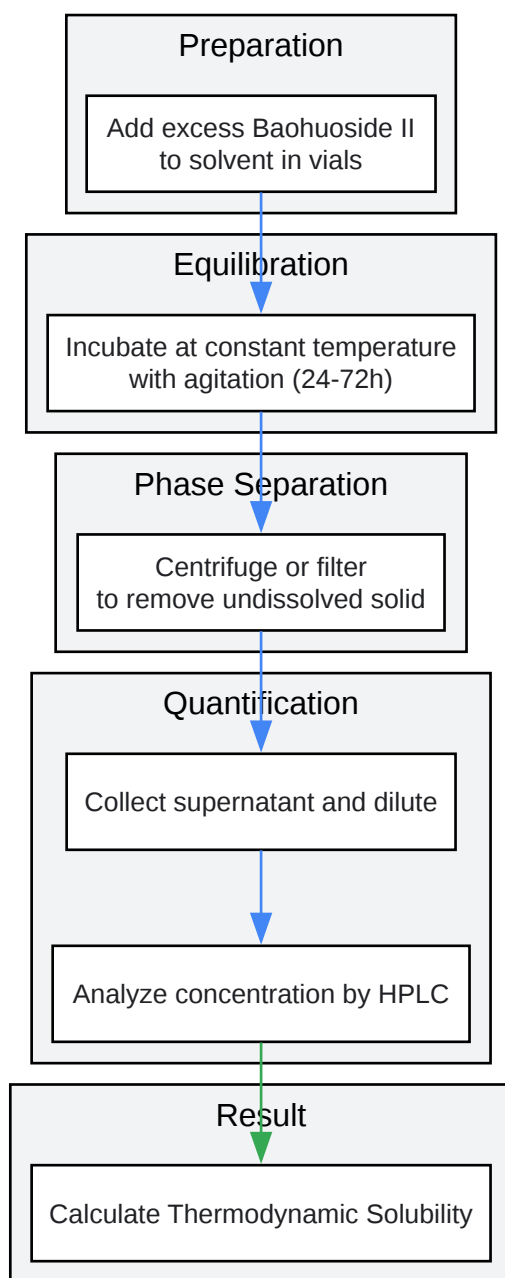 Preparation
Add excess Baohuoside II
to solvent in vials
Equilibration
Incubate at constant temperature
with agitation (24-72h)
Phase Separation
Centrifuge or filter
to remove undissolved solid
Quantification
Collect supernatant and dilute
Analyze concentration by HPLC
Result
Calculate Thermodynamic Solubility